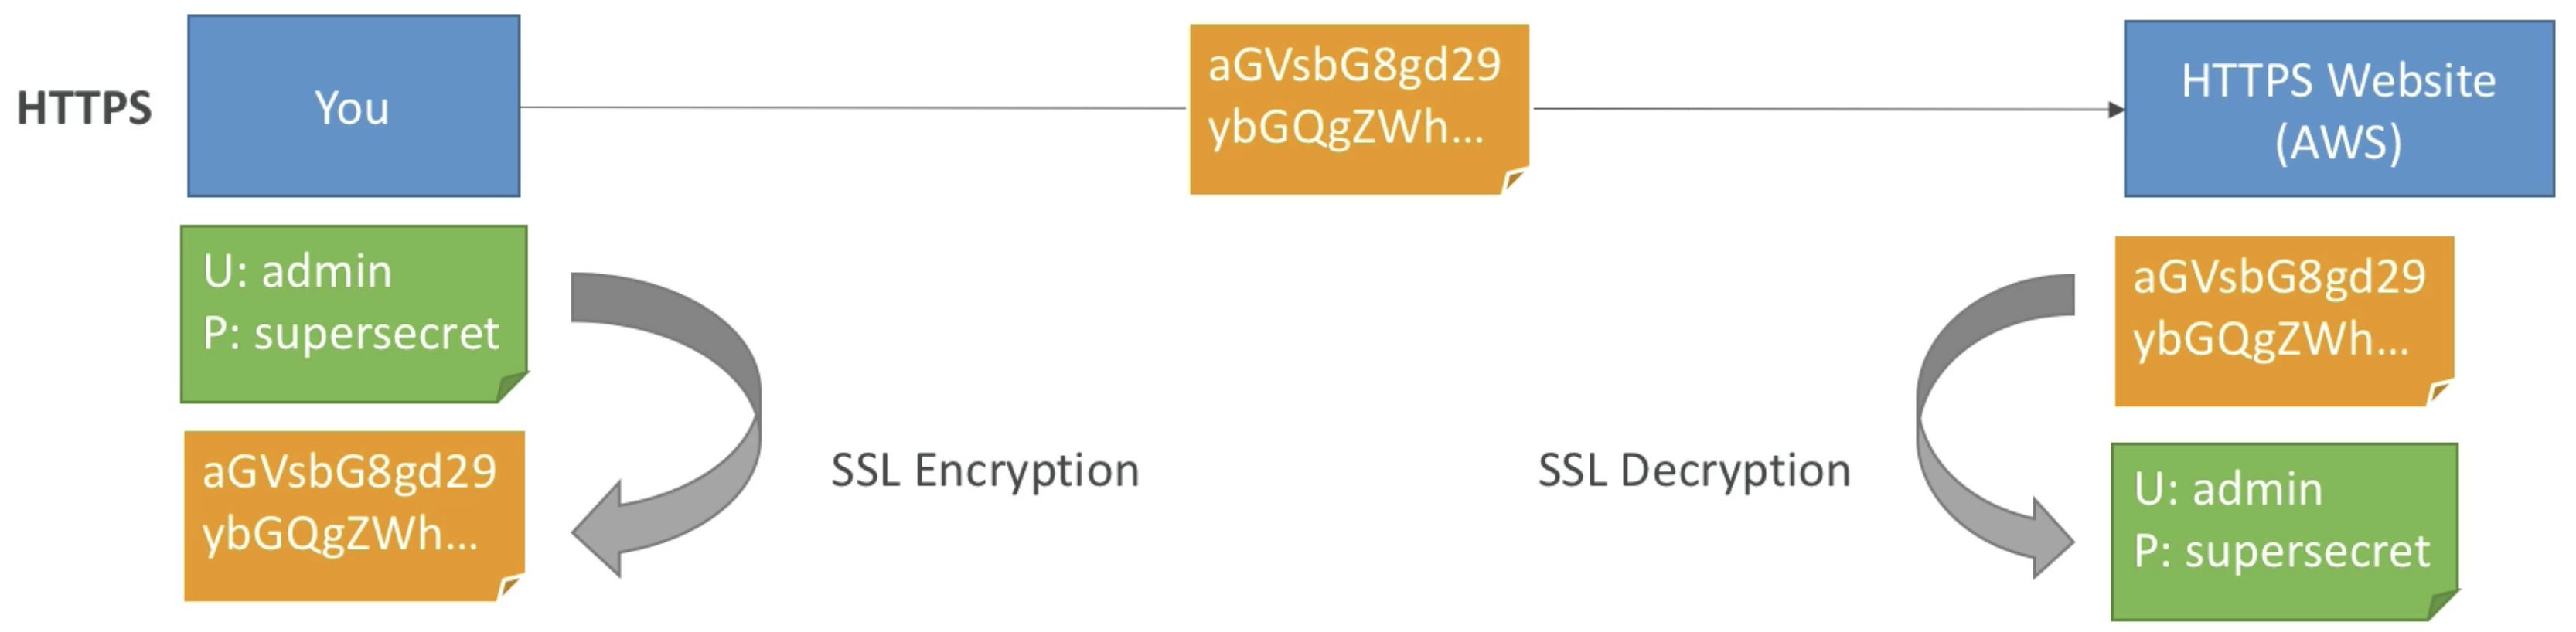 HTTPS
You
aGVsbG8gd29
ybGQgZWh...
HTTPS Website
(AWS)
U: admin
P: supersecret
aGVsbG8gd29
ybGQgZWh...
SSL Encryption
SSL Decryption
aGVsbG8gd29
ybGQgZWh...
U: admin
P: supersecret